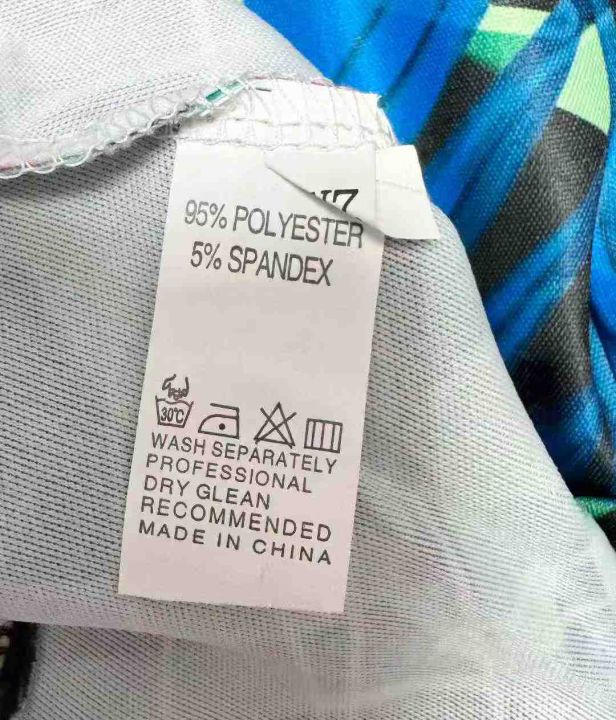 95% POLYESTER
5% SPANDEX
30℃
WASH SEPARATELY
PROFESSIONAL
DRY GLEAN
RECOMMENDED
MADE IN CHINA